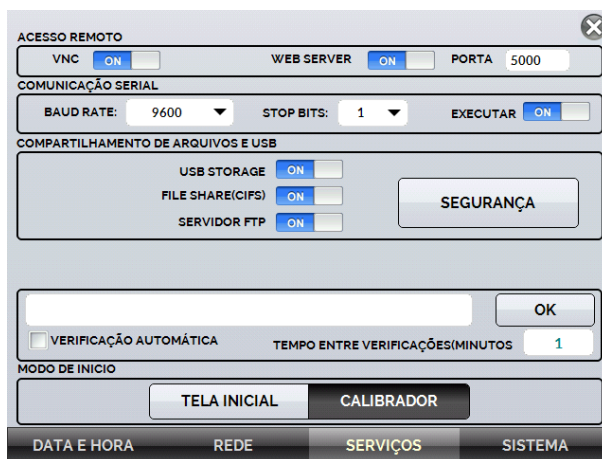 ACESSO REMOTO
VNC ON WEB SERVER ON PORTA 5000
COMUNICAÇÃO SERIAL
BAUD RATE: 9600 STOP BITS: 1 EXECUTAR ON
COMPARTILHAMENTO DE ARQUIVOS E USB
USB STORAGE ON
FILE SHARE(CIFS) ON
SEGURANÇA
SERVIDOR FTP ON
OK
VERIFICAÇÃO AUTOMÁTICA TEMPO ENTRE VERIFICAÇÕES(MINUTOS 1
MODO DE INICIO
TELA INICIAL CALIBRADOR
DATA E HORA REDE SERVIÇOS SISTEMA